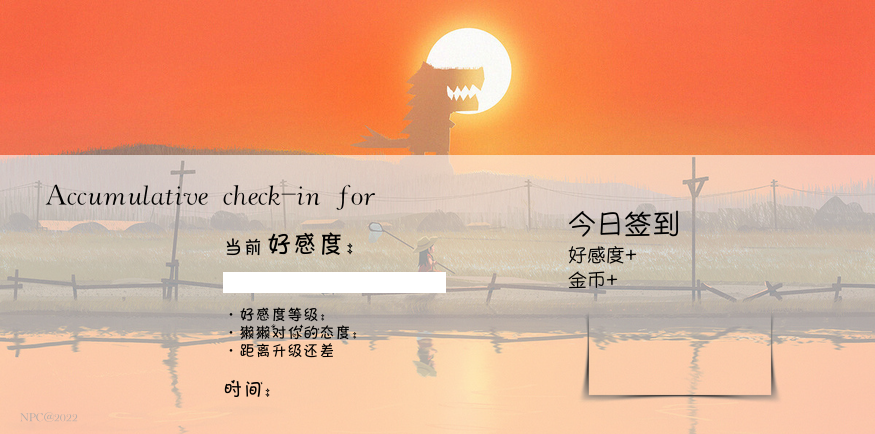 Accumulative check-in for
当前 好感度：
· 好感度等级：
· 獭獭对你的态度：
· 距离升级还差
时间：
今日签到
好感度+
金币+
NPC@2022